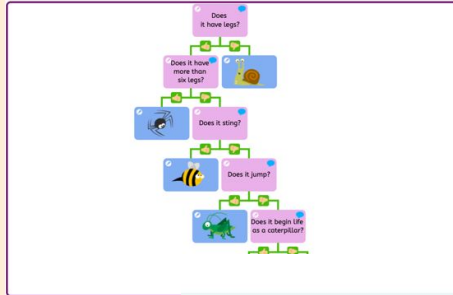 Does
it have legs?
Does it have
more than
six legs?
Does it sting?
Does it jump?
Does it begin life
as a caterpillar?